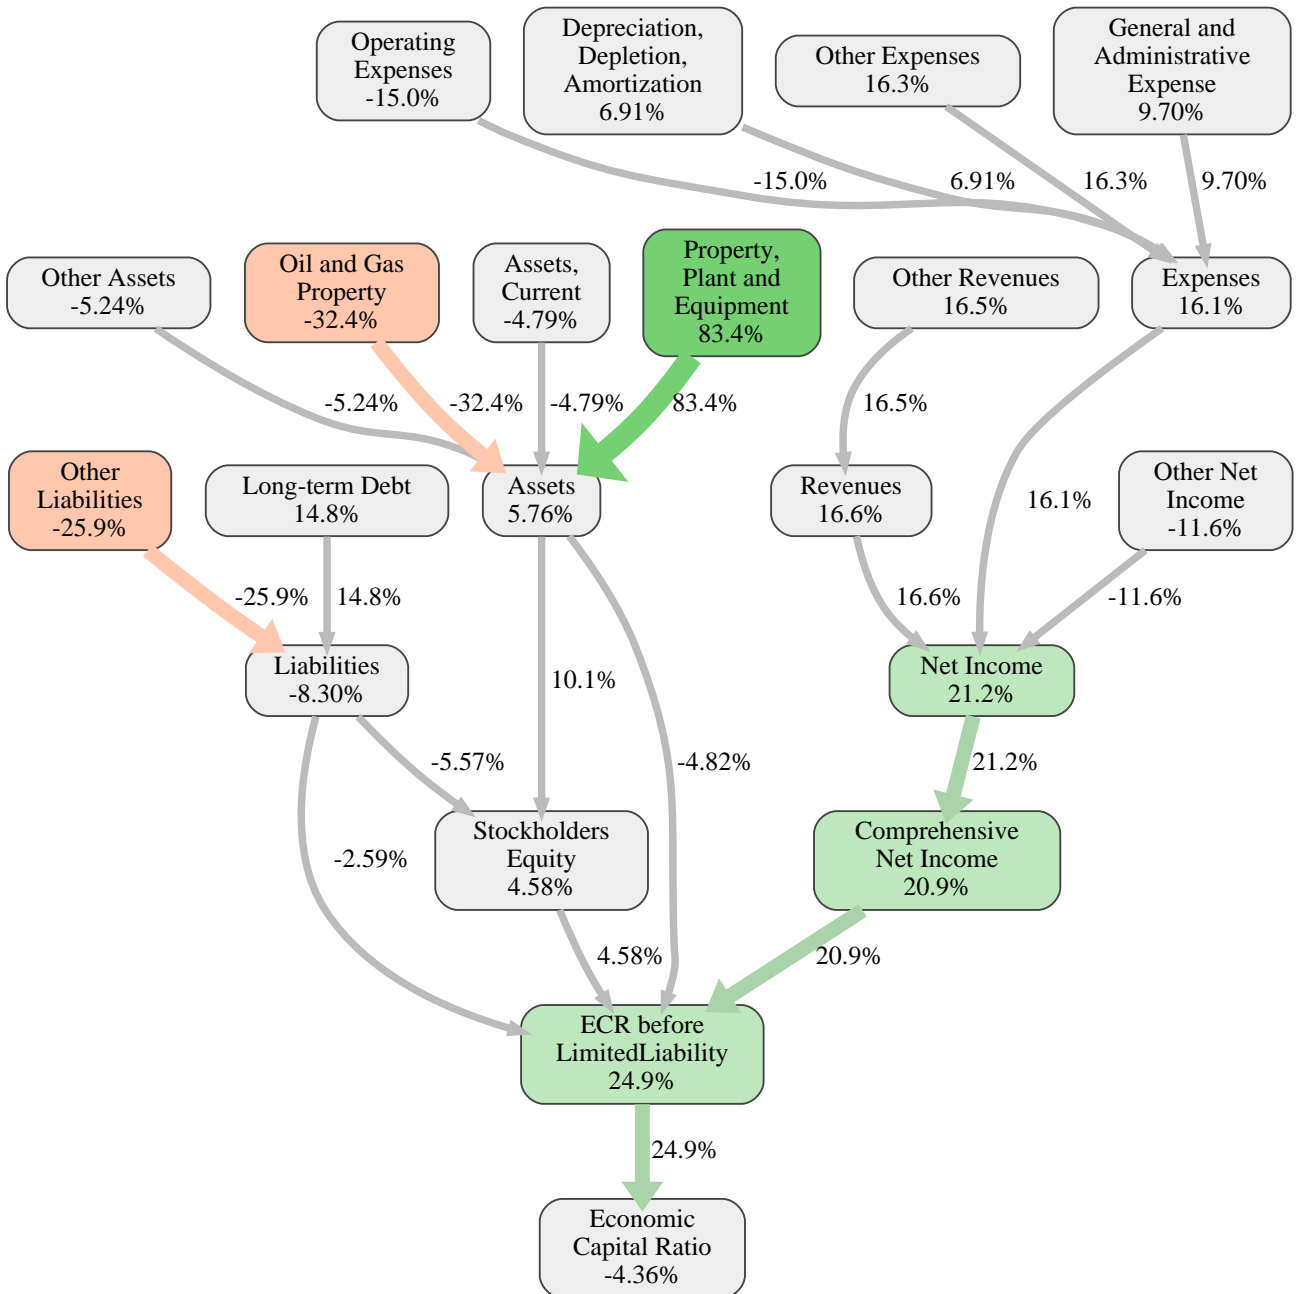 Operating
Expenses
-15.0%
Depreciation,
Depletion,
Amortization
6.91%
Other Expenses
16.3%
General and
Administrative
Expense
9.70%
-15.0%
6.91%
16.3%
9.70%
Other Assets
-5.24%
Oil and Gas
Property
-32.4%
Assets,
Current
-4.79%
Property,
Plant and
Equipment
83.4%
Other Revenues
16.5%
Expenses
16.1%
-5.24%
-32.4%
-4.79%
83.4%
16.5%
Other
Liabilities
-25.9%
Long-term Debt
14.8%
Assets
5.76%
Revenues
16.6%
16.1%
Other Net
Income
-11.6%
-25.9%
14.8%
16.6%
-11.6%
Liabilities
-8.30%
10.1%
Net Income
21.2%
-5.57%
-4.82%
21.2%
-2.59%
Stockholders
Equity
4.58%
Comprehensive
Net Income
20.9%
4.58%
20.9%
ECR before
LimitedLiability
24.9%
24.9%
Economic
Capital Ratio
-4.36%